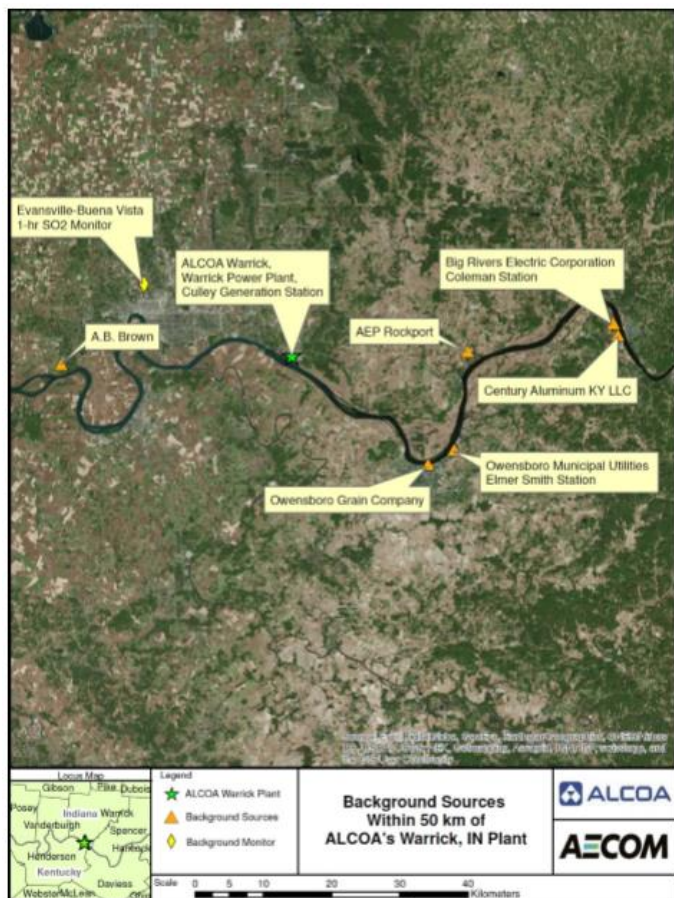 Evansville-Buena Vista
1-hr SO2 Monitor
ALCOA Warrick,
Warrick Power Plant,
Culley Generation Station
Big Rivers Electric Corporation
Coleman Station
A.B. Brown
AEP Rockport
Century Aluminum KY LLC
Owensboro Municipal Utilities
Elmer Smith Station
Owensboro Grain Company
Locus Map
Gibson
Pike
Dubois
Posey
Indiana
Warrick
Vanderburgh
Spencer
Henderson
Kentucky
Daviess
Webster
McLean
Legend
ALCOA Warrick Plant
Background Sources
Background Monitor
Background Sources
Within 50 km of
ALCOA's Warrick, IN Plant
ALCOA
AECOM
Scale
0 5 10 20 30 40
Kilometers